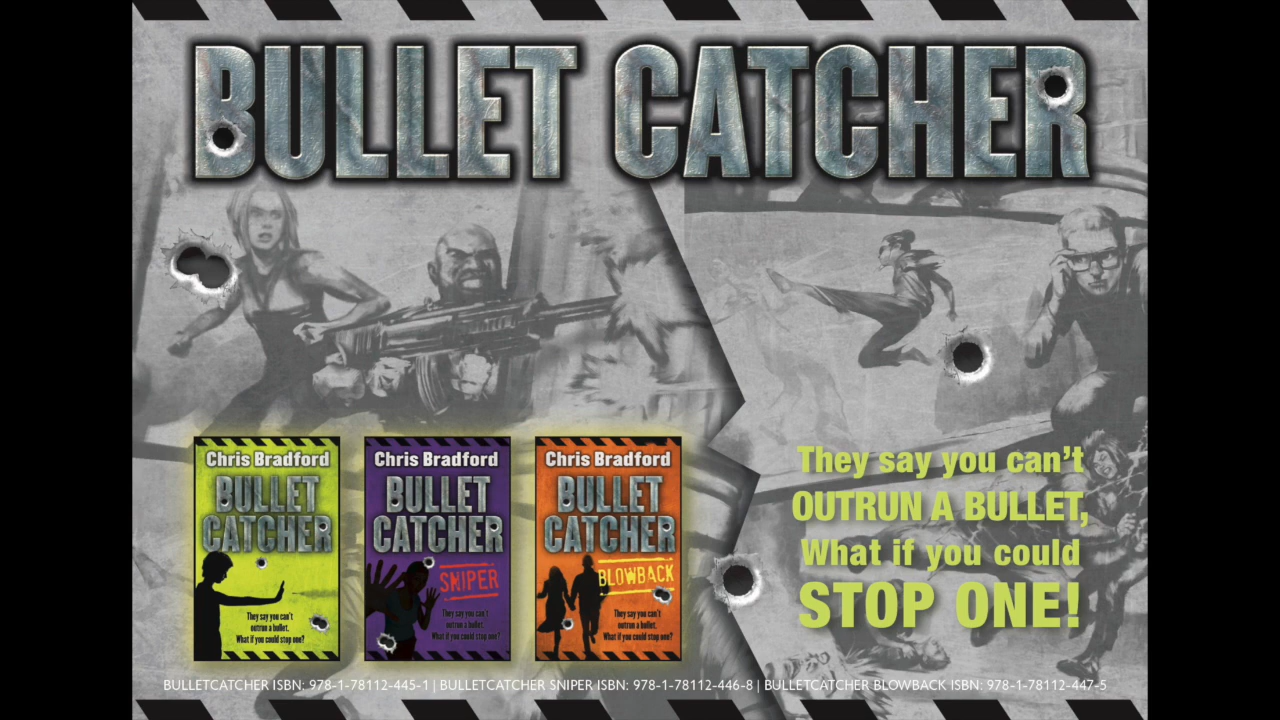 BULLET CATCHER
Chris Bradford
BULLET
CATCHER
They say you can't
outrun a bullet.
What if you could stop one?
Chris Bradford
BULLET
CATCHER
SNIPER
They say you can't
outrun a bullet.
What if you could stop one?
Chris Bradford
BULLET
CATCHER
BLOWBACK
They say you can't
outrun a bullet.
What if you could stop one?
They say you can't
OUTRUN A BULLET,
What if you could
STOP ONE!
BULLETCATCHER ISBN: 978-1-78112-445-1 | BULLETCATCHER SNIPER ISBN: 978-1-78112-446-8 | BULLETCATCHER BLOWBACK ISBN: 978-1-78112-447-5